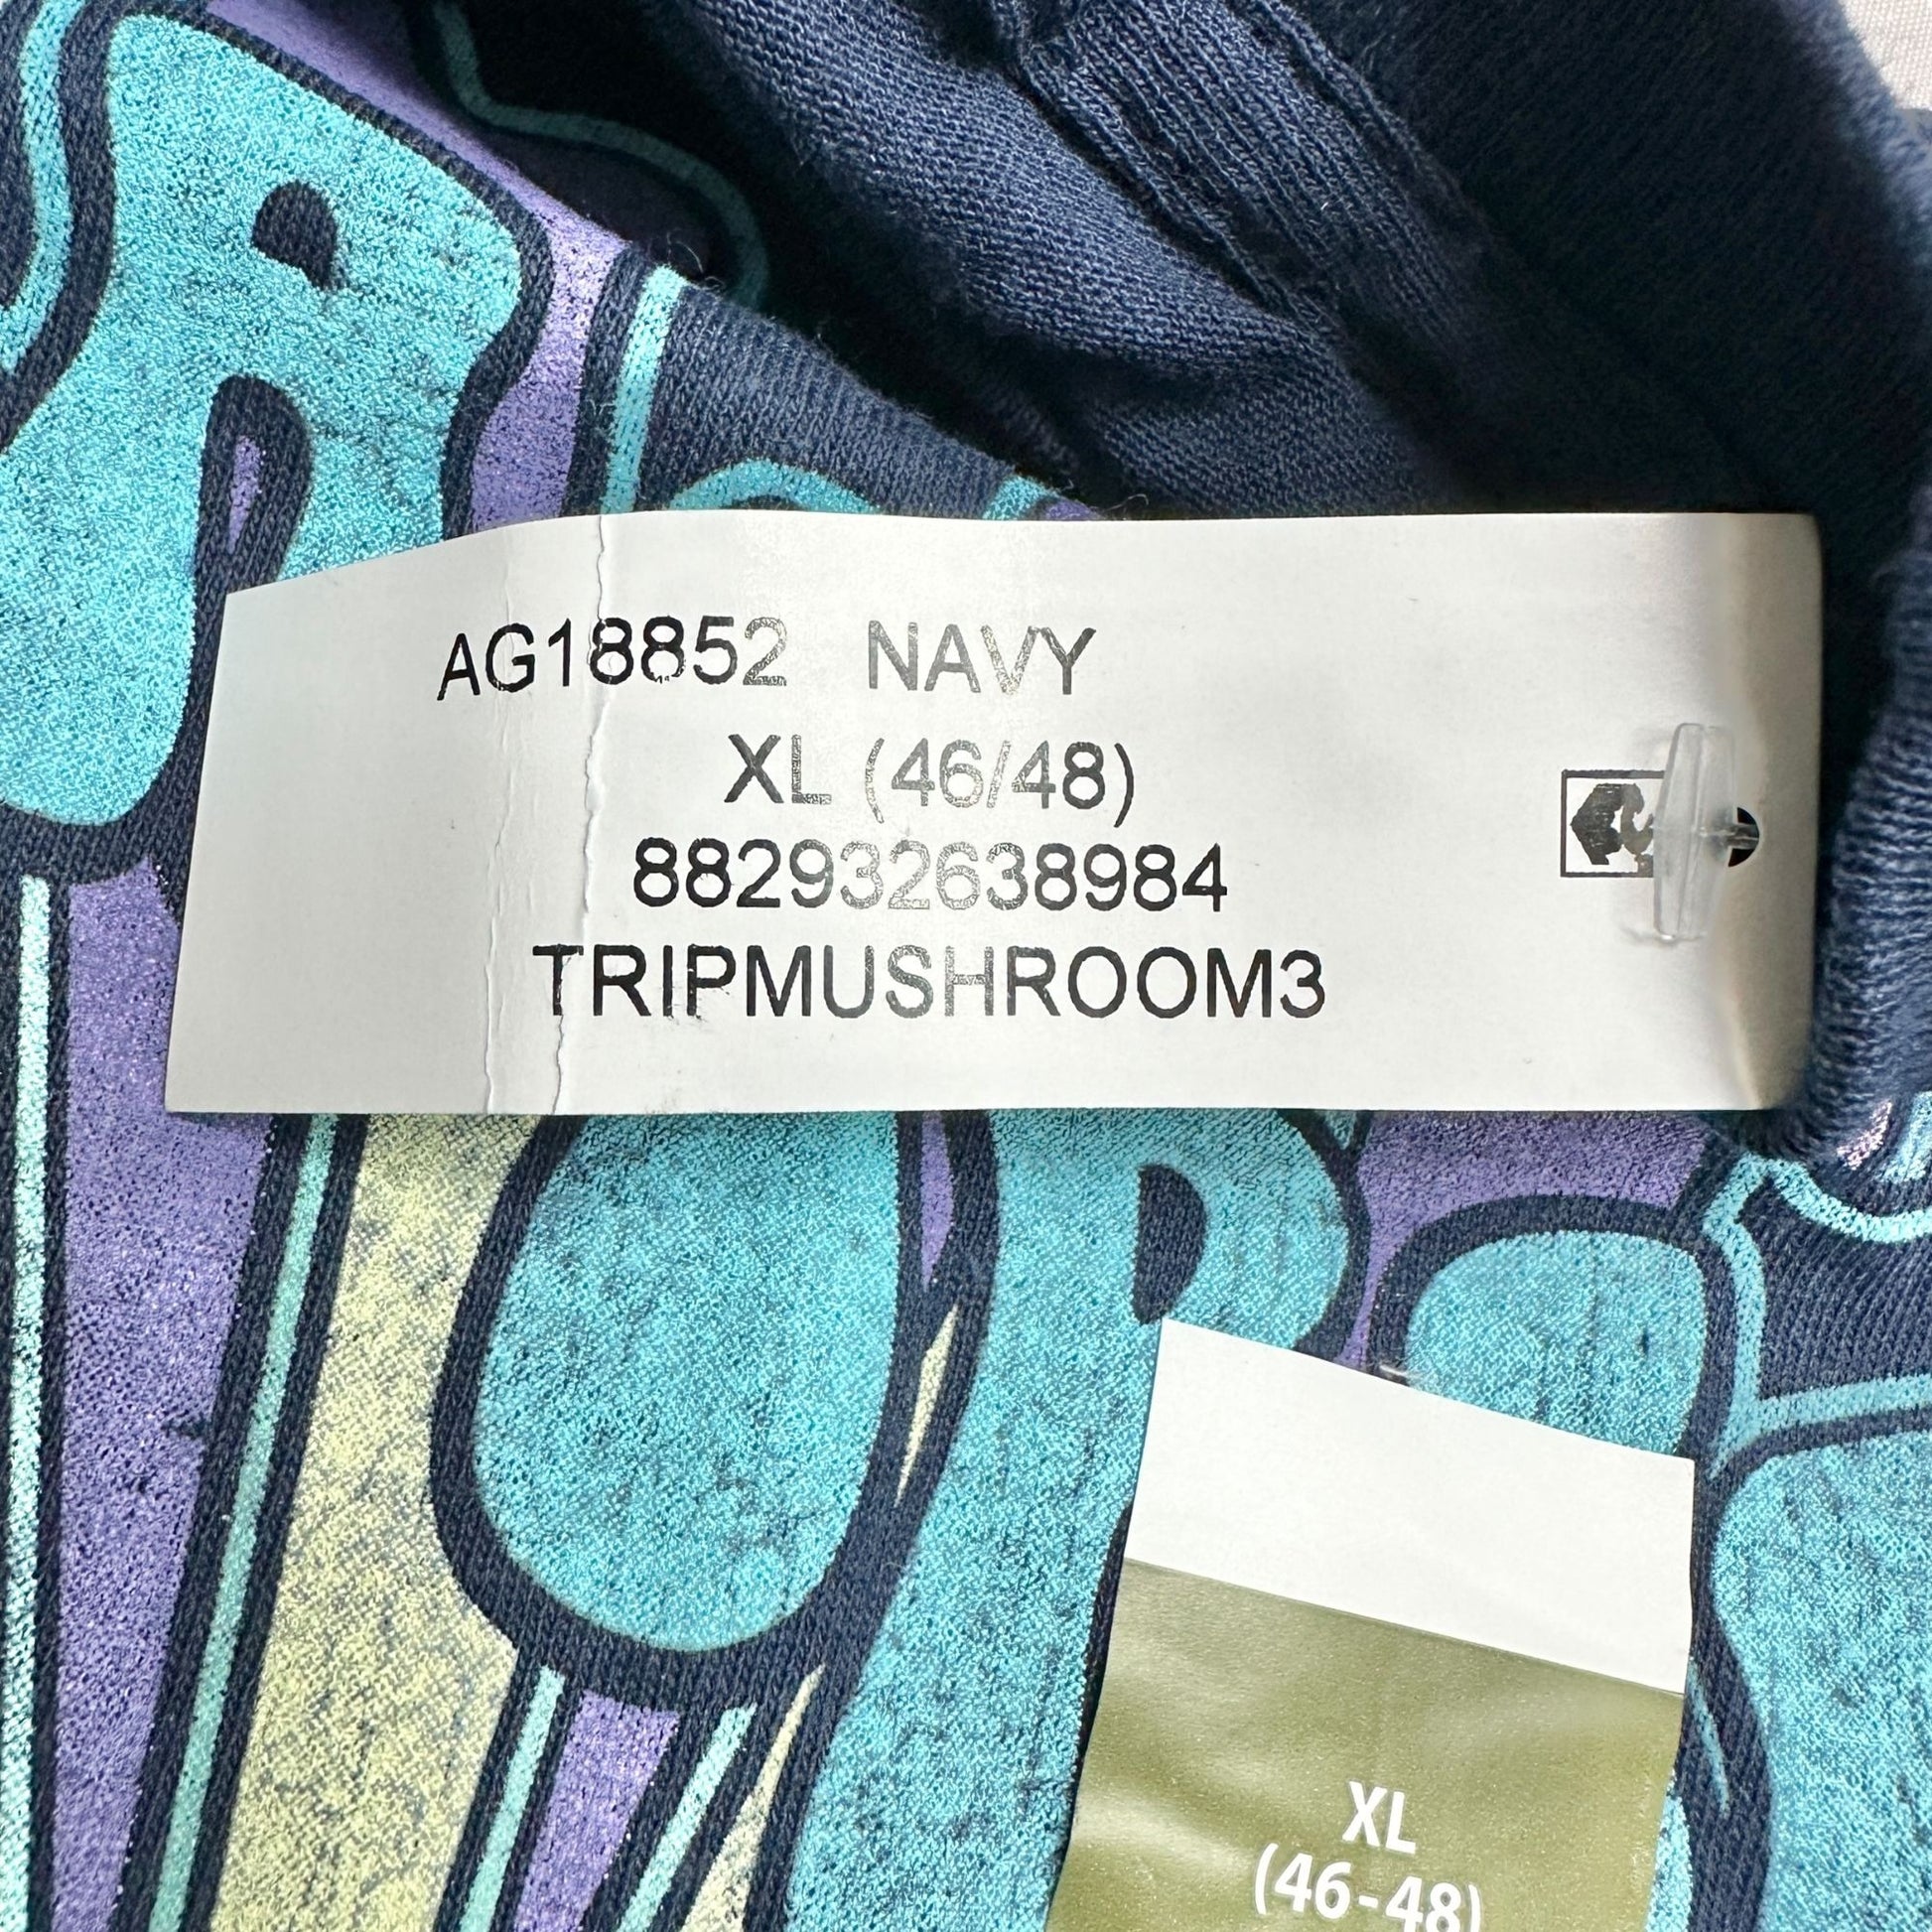 AG18852 NAVY
XL (46/48)
882932638984
TRIPMUSHROOM3
XL
(46-48)